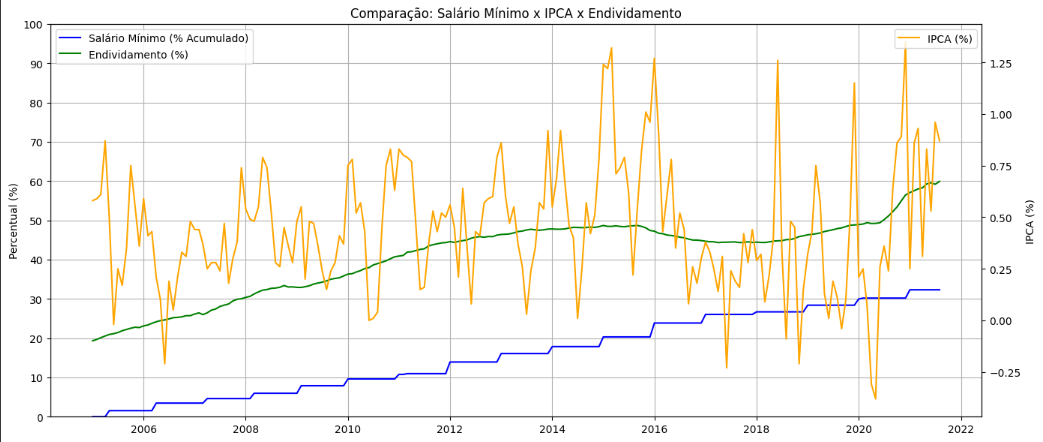 Comparação: Salário Mínimo x IPCA x Endividamento
Salário Mínimo (% Acumulado)
Endividamento (%)
IPCA (%)
Percentual (%)
100
90
80
70
60
50
40
30
20
10
0
1.25
1.00
0.75
0.50
0.25
0.00
−0.25
IPCA (%)
2006 2008 2010 2012 2014 2016 2018 2020 2022